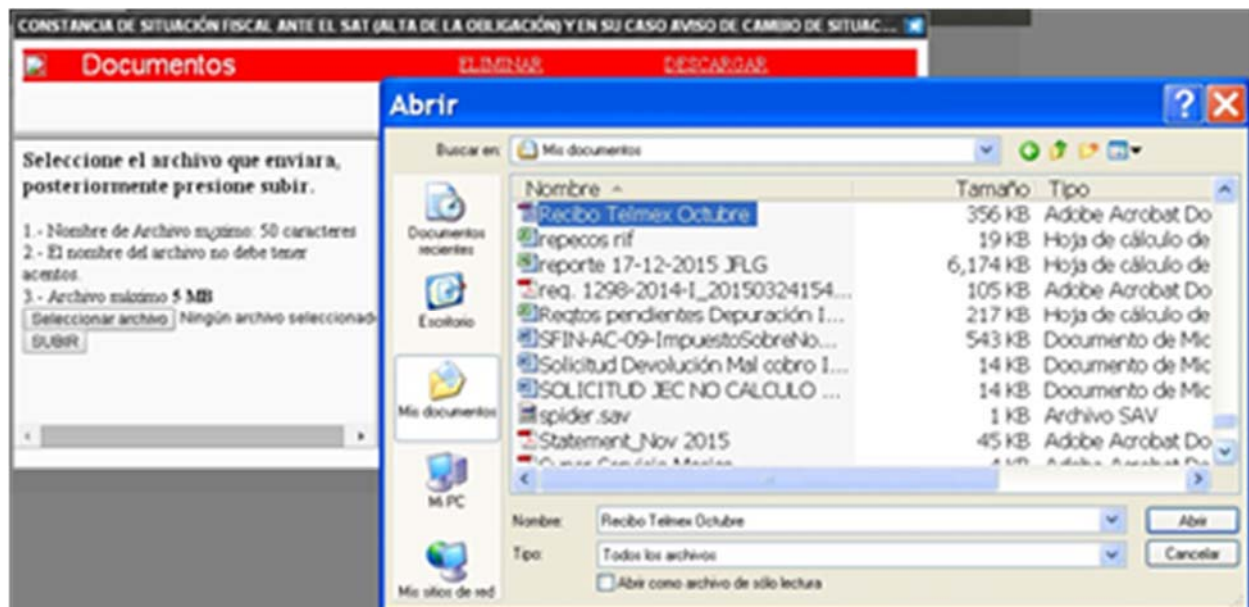 CONSTANCIA DE SITUACIÓN FISCAL ANTE EL SAT (ALTA DE LA OBLIGACIÓN) Y EN SU CASO AVISO DE CAMBIO DE SITUAC...
Documentos ELIMINAR DESCARGAR
Seleccione el archivo que enviara,
posteriormente presione subir.
1.- Nombre de Archivo maximo: 50 caracteres
2.- El nombre del archivo no debe tener
acentos.
3.- Archivo máximo 5 MB
Seleccionar archivo Ningún archivo seleccionad
SUBIR
Abrir
Buscar en: Mis documentos
Documentos recientes
Escritorio
Mis documentos
Mi PC
Mis sitios de red
Nombre Tamaño Tipo
Recibo Telmex Octubre 356 KB Adobe Acrobat Do
repecos rif 19 KB Hoja de cálculo de
reporte 17-12-2015 JFLG 6,174 KB Hoja de cálculo de
req. 1298-2014-I_20150324154... 105 KB Adobe Acrobat Do
Reqtos pendientes Depuración I... 217 KB Hoja de cálculo de
SFIN-AC-09-ImpuestoSobreNo... 543 KB Documento de Mic
Solicitud Devolución Mal cobro I... 14 KB Documento de Mic
SOLICITUD JEC NO CALCULO ... 14 KB Documento de Mic
spider.sav 1 KB Archivo SAV
Statement_Nov 2015 45 KB Adobe Acrobat Do
Nombre: Recibo Telmex Octubre Abrir
Tipo: Todos los archivos Cancelar
Abrir como archivo de sólo lectura